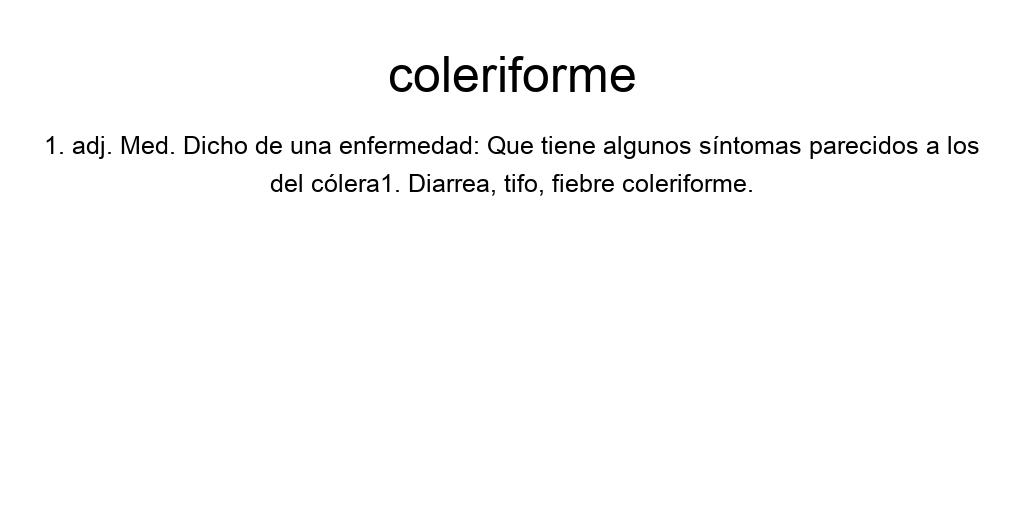 coleriforme
1. adj. Med. Dicho de una enfermedad: Que tiene algunos síntomas parecidos a los
del cólera1. Diarrea, tifo, fiebre coleriforme.